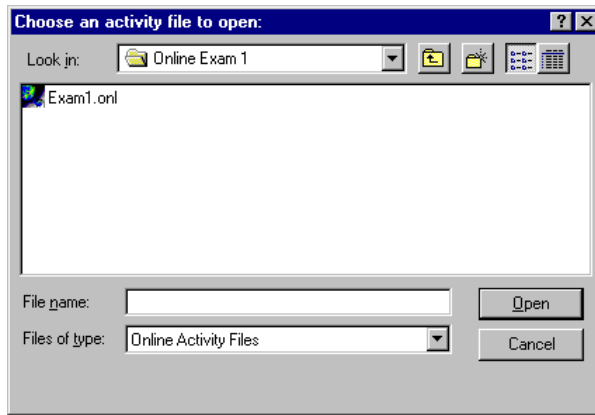 Choose an activity file to open:
Look in: Online Exam 1
Exam1.onl
File name: Open
Files of type: Online Activity Files Cancel